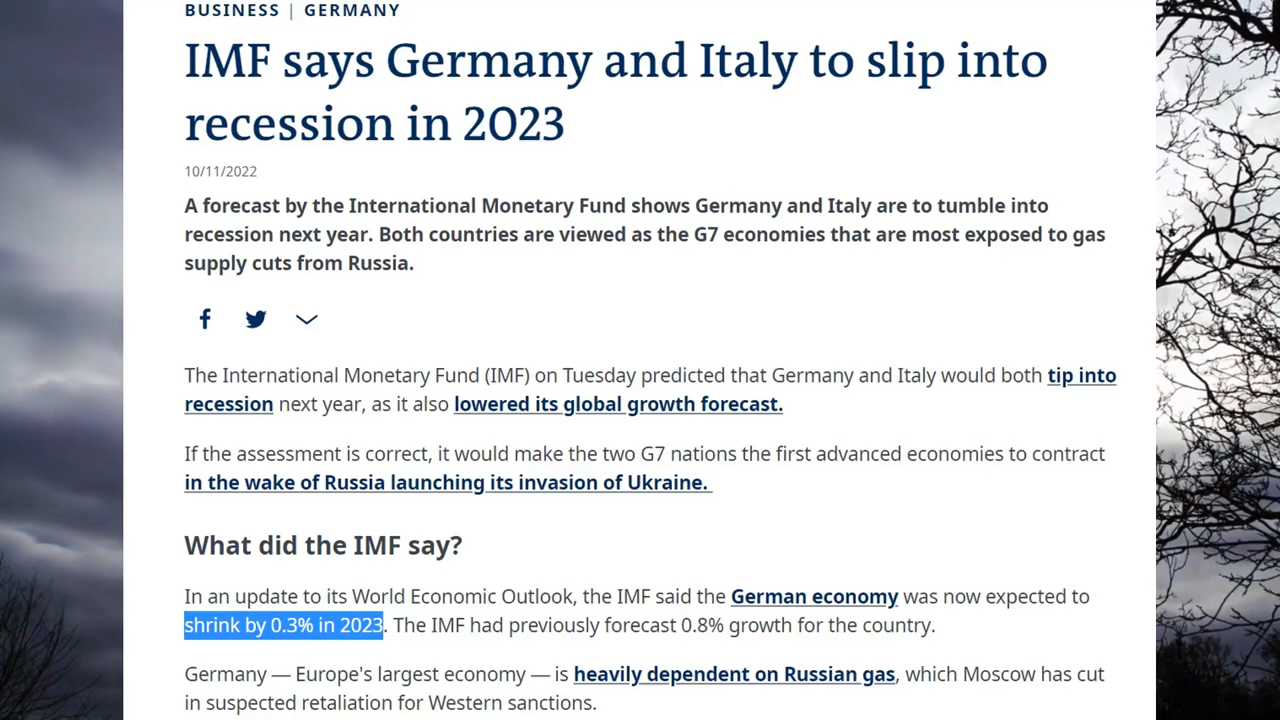 BUSINESS | GERMANY
IMF says Germany and Italy to slip into
recession in 2023
10/11/2022
A forecast by the International Monetary Fund shows Germany and Italy are to tumble into
recession next year. Both countries are viewed as the G7 economies that are most exposed to gas
supply cuts from Russia.
The International Monetary Fund (IMF) on Tuesday predicted that Germany and Italy would both tip into
recession next year, as it also lowered its global growth forecast.
If the assessment is correct, it would make the two G7 nations the first advanced economies to contract
in the wake of Russia launching its invasion of Ukraine.
What did the IMF say?
In an update to its World Economic Outlook, the IMF said the German economy was now expected to
shrink by 0.3% in 2023. The IMF had previously forecast 0.8% growth for the country.
Germany — Europe's largest economy — is heavily dependent on Russian gas, which Moscow has cut
in suspected retaliation for Western sanctions.